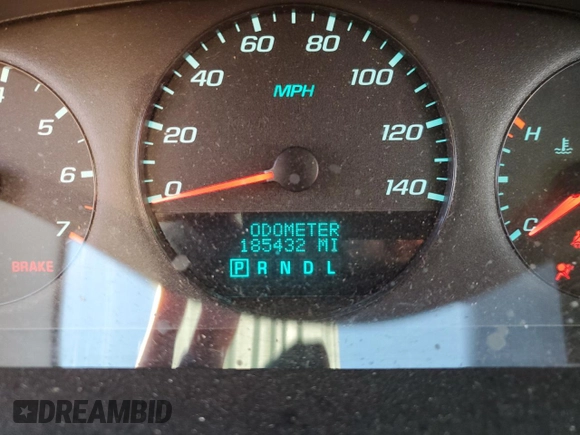 60 80
40 100
MPH
20 120
0 140
4
5
6
7
BRAKE
H
C
ODOMETER
185432 MI
P R N D L
DREAMBID